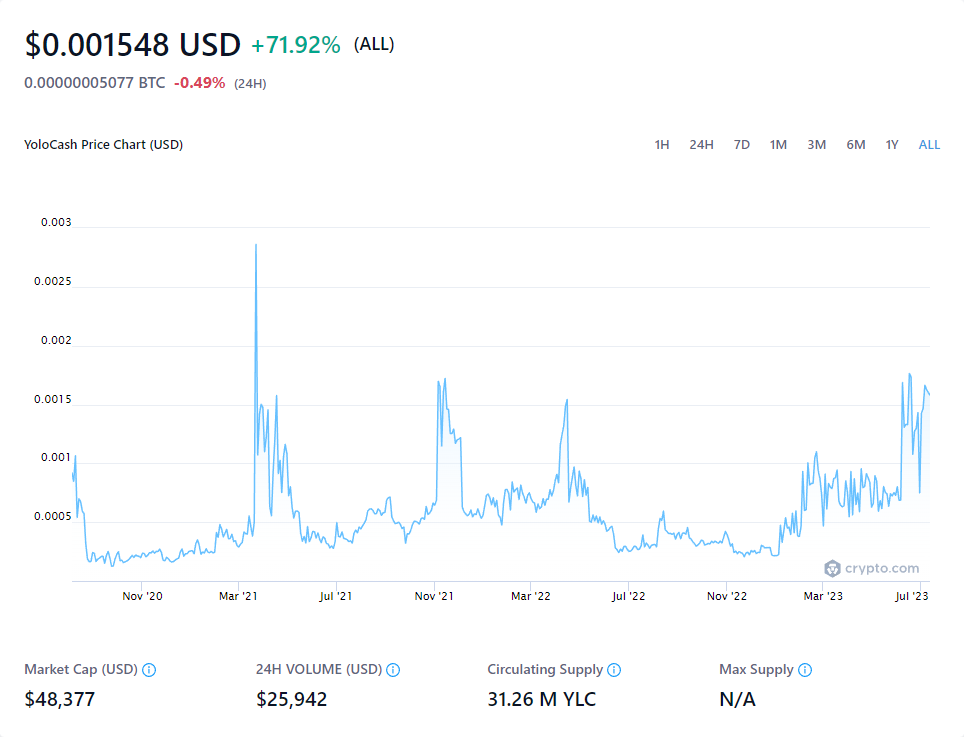 $0.001548 USD +71.92% (ALL)
0.00000005077 BTC -0.49% (24H)
YoloCash Price Chart (USD) 1H 24H 7D 1M 3M 6M 1Y ALL
0.003
0.0025
0.002
0.0015
0.001
0.0005
crypto.com
Nov '20 Mar '21 Jul '21 Nov '21 Mar '22 Jul '22 Nov '22 Mar '23 Jul '23
Market Cap (USD) 24H VOLUME (USD) Circulating Supply Max Supply
$48,377 $25,942 31.26 M YLC N/A